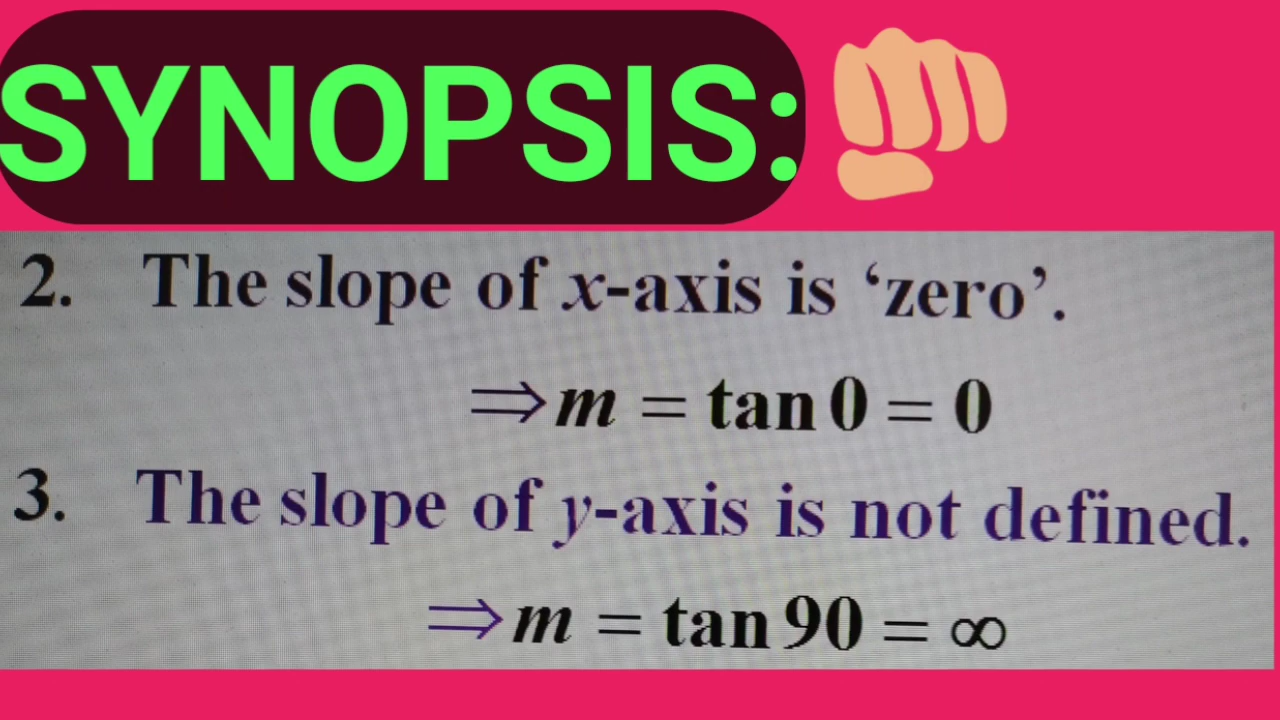 SYNOPSIS:
2. The slope of x-axis is ‘zero’.
⇒ m = tan 0 = 0
3. The slope of y-axis is not defined.
⇒ m = tan 90 = ∞